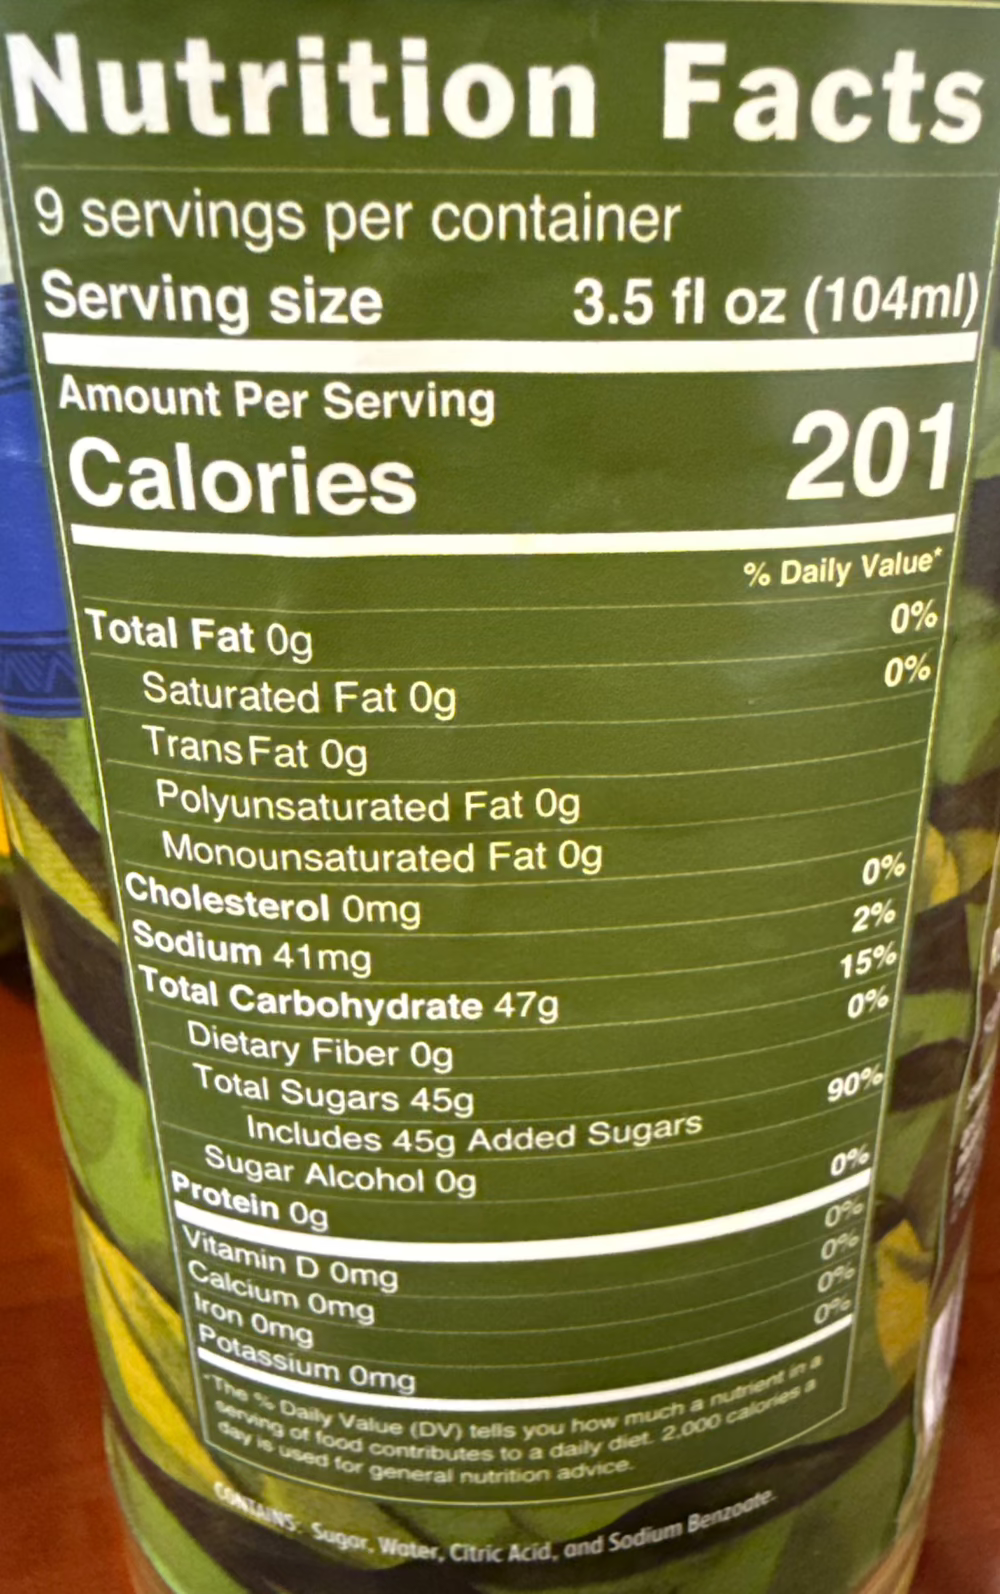 Nutrition Facts
9 servings per container
Serving size 3.5 fl oz (104ml)
Amount Per Serving
Calories 201
% Daily Value*
Total Fat 0g 0%
Saturated Fat 0g 0%
Trans Fat 0g
Polyunsaturated Fat 0g
Monounsaturated Fat 0g
Cholesterol 0mg 0%
Sodium 41mg 2%
Total Carbohydrate 47g 15%
Dietary Fiber 0g 0%
Total Sugars 45g
Includes 45g Added Sugars 90%
Sugar Alcohol 0g
Protein 0g 0%
Vitamin D 0mg 0%
Calcium 0mg 0%
Iron 0mg 0%
Potassium 0mg 0%
*The % Daily Value (DV) tells you how much a nutrient in a
serving of food contributes to a daily diet. 2,000 calories a
day is used for general nutrition advice.
CONTAINS: Sugar, Water, Citric Acid, and Sodium Benzoate.